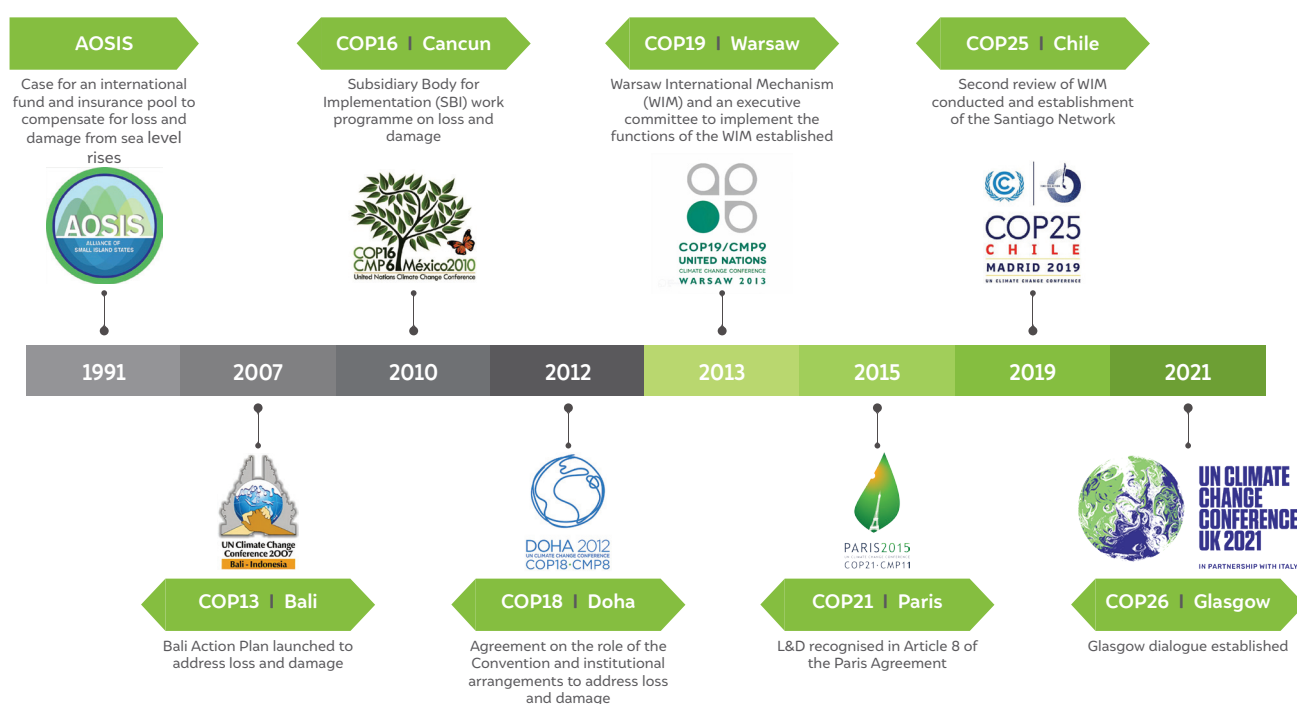 AOSIS
Case for an international
fund and insurance pool to
compensate for loss and
damage from sea level
rises
AOSIS
ALLIANCE OF
SMALL ISLAND STATES
COP16 | Cancun
Subsidiary Body for
Implementation (SBI) work
programme on loss and
damage
COP16
CMP6 México2010
United Nations Climate Change Conference
COP19 | Warsaw
Warsaw International Mechanism
(WIM) and an executive
committee to implement the
functions of the WIM established
COP19/CMP9
UNITED NATIONS
CLIMATE CHANGE CONFERENCE
WARSAW 2013
COP25 | Chile
Second review of WIM
conducted and establishment
of the Santiago Network
COP25
CHILE
MADRID 2019
UN CLIMATE CHANGE CONFERENCE
1991
2007
2010
2012
2013
2015
2019
2021
UN Climate Change
Conference 2007
Bali - Indonesia
COP13 | Bali
Bali Action Plan launched to
address loss and damage
DOHA 2012
UN CLIMATE CHANGE CONFERENCE
COP18·CMP8
COP18 | Doha
Agreement on the role of the
Convention and institutional
arrangements to address loss
and damage
PARIS2015
UN CLIMATE CHANGE CONFERENCE
COP21·CMP11
COP21 | Paris
L&D recognised in Article 8 of
the Paris Agreement
UN CLIMATE
CHANGE
CONFERENCE
UK 2021
IN PARTNERSHIP WITH ITALY
COP26 | Glasgow
Glasgow dialogue established